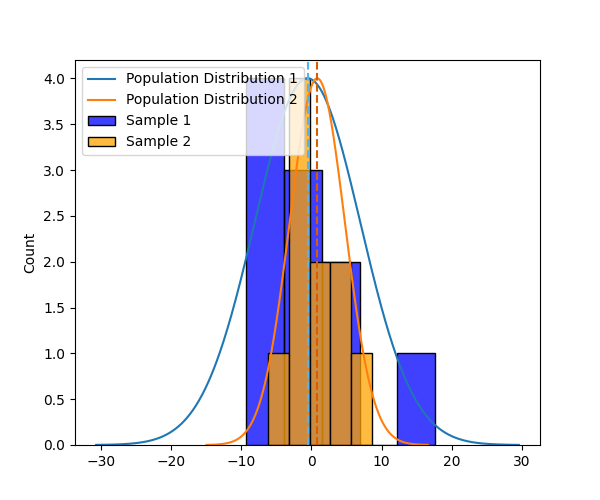 Population Distribution 1
Population Distribution 2
Sample 1
Sample 2
Count
4.0
3.5
3.0
2.5
2.0
1.5
1.0
0.5
0.0
−30 −20 −10 0 10 20 30